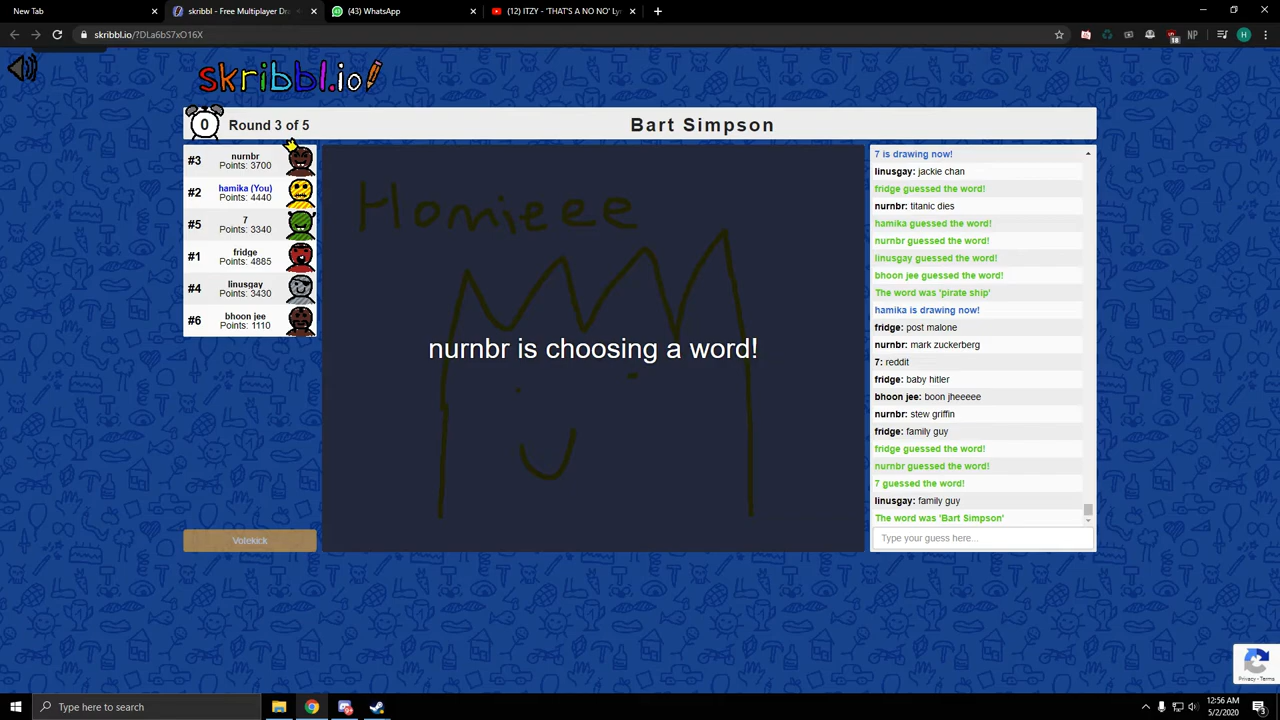 New Tab
skribbl - Free Multiplayer Dra
(43) WhatsApp
(12) ITZY - 'THAT'S A NO NO' Ly
skribbl.io/?DLa6bS7xO16X
18
NP
H
skribbl.io
0
Round 3 of 5
Bart Simpson
#3
nurnbr
Points: 3700
#2
hamika (You)
Points: 4440
#5
7
Points: 3340
#1
fridge
Points: 4885
#4
linusgay
Points: 3430
#6
bhoon jee
Points: 1110
Votekick
Homieee
nurnbr is choosing a word!
7 is drawing now!
linusgay: jackie chan
fridge guessed the word!
nurnbr: titanic dies
hamika guessed the word!
nurnbr guessed the word!
linusgay guessed the word!
bhoon jee guessed the word!
The word was 'pirate ship'
hamika is drawing now!
fridge: post malone
nurnbr: mark zuckerberg
7: reddit
fridge: baby hitler
bhoon jee: boon jheeeee
nurnbr: stew griffin
fridge: family guy
fridge guessed the word!
nurnbr guessed the word!
7 guessed the word!
linusgay: family guy
The word was 'Bart Simpson'
Type your guess here...
Privacy - Terms
Type here to search
12:56 AM
5/2/2020